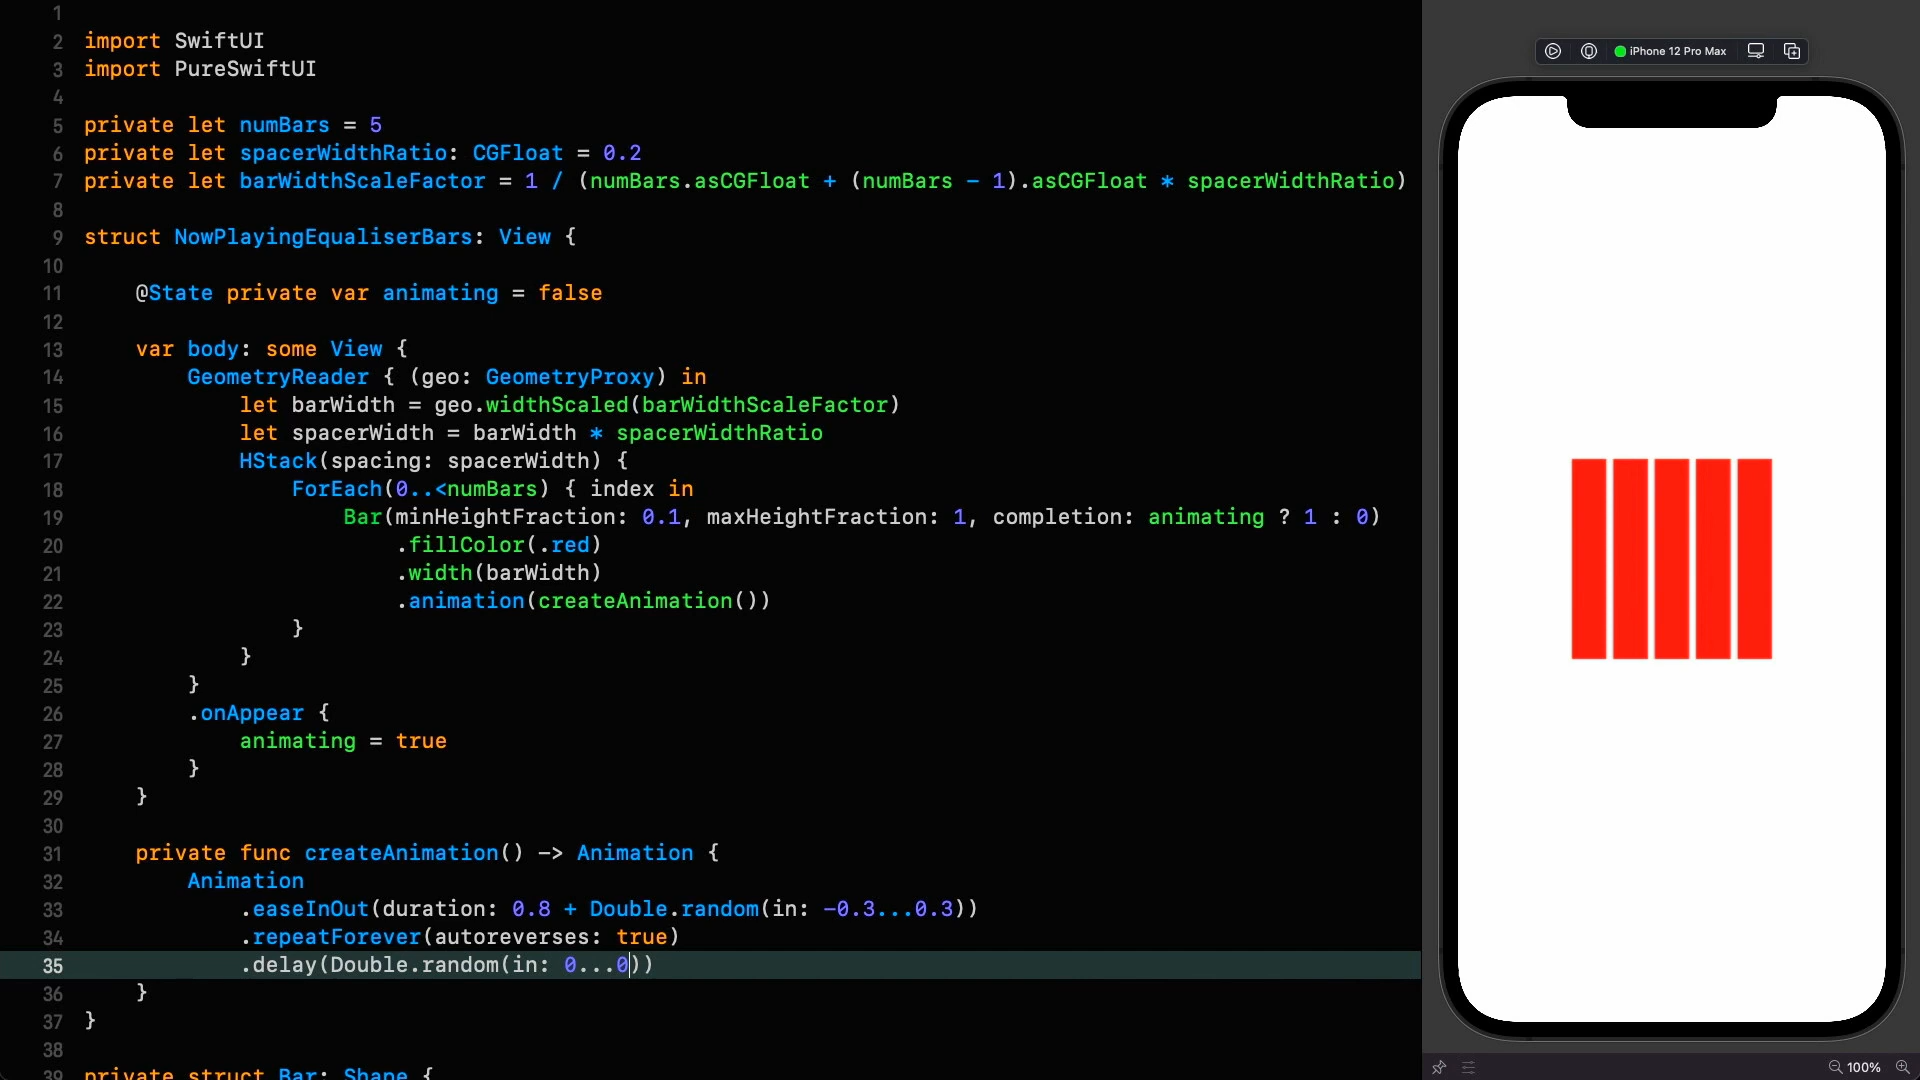 1
2 import SwiftUI
3 import PureSwiftUI
4
5 private let numBars = 5
6 private let spacerWidthRatio: CGFloat = 0.2
7 private let barWidthScaleFactor = 1 / (numBars.asCGFloat + (numBars - 1).asCGFloat * spacerWidthRatio)
8
9 struct NowPlayingEqualiserBars: View {
10
11 @State private var animating = false
12
13 var body: some View {
14 GeometryReader { (geo: GeometryProxy) in
15 let barWidth = geo.widthScaled(barWidthScaleFactor)
16 let spacerWidth = barWidth * spacerWidthRatio
17 HStack(spacing: spacerWidth) {
18 ForEach(0..<numBars) { index in
19 Bar(minHeightFraction: 0.1, maxHeightFraction: 1, completion: animating ? 1 : 0)
20 .fillColor(.red)
21 .width(barWidth)
22 .animation(createAnimation())
23 }
24 }
25 }
26 .onAppear {
27 animating = true
28 }
29 }
30
31 private func createAnimation() -> Animation {
32 Animation
33 .easeInOut(duration: 0.8 + Double.random(in: -0.3...0.3))
34 .repeatForever(autoreverses: true)
35 .delay(Double.random(in: 0...0))
36 }
37 }
38
39 private struct Bar: Shape {
iPhone 12 Pro Max
100%